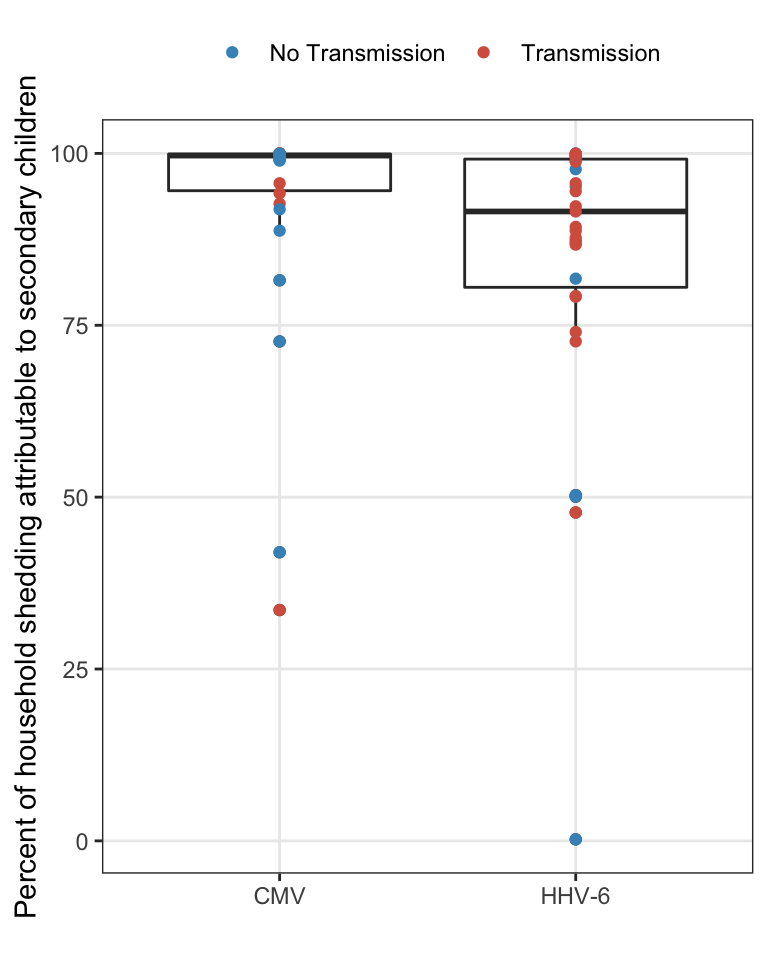 No Transmission Transmission
Percent of household shedding attributable to secondary children
100
75
50
25
0
CMV HHV-6